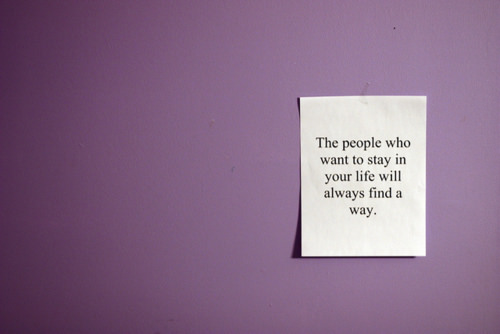 The people who
want to stay in
your life will
always find a
way.